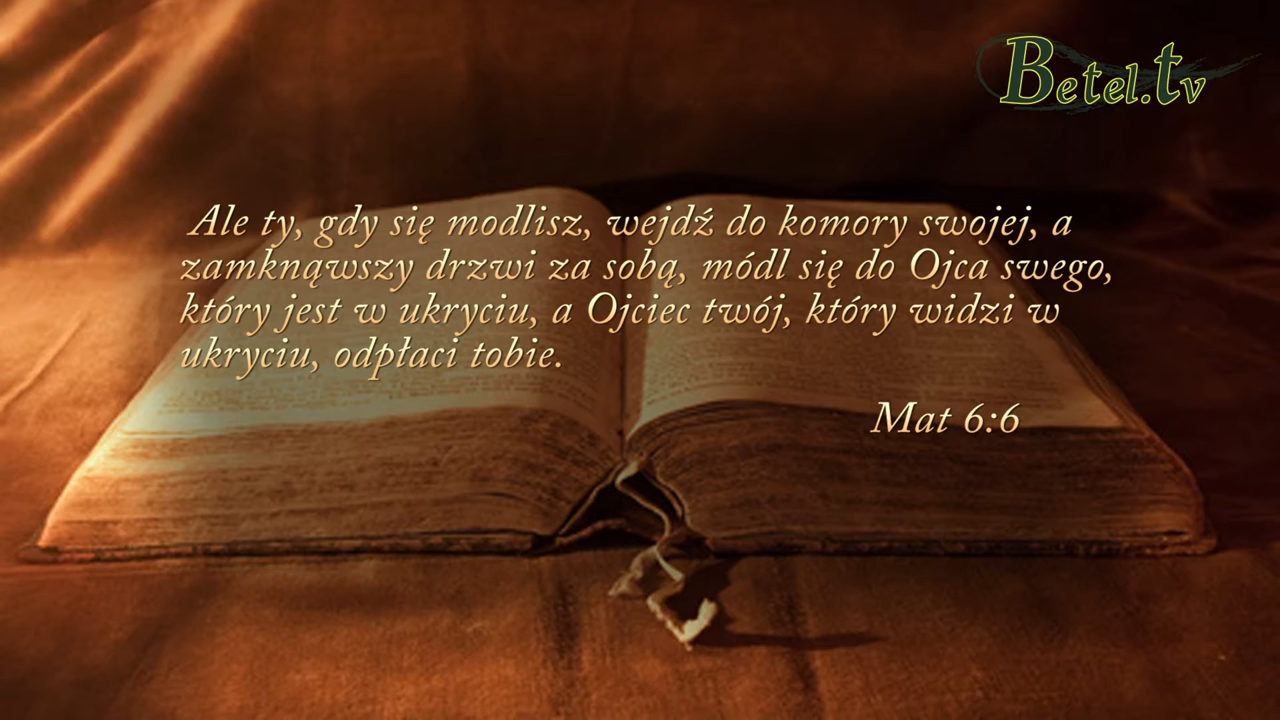 Betel.tv
Ale ty, gdy się modlisz, wejdź do komory swojej, a
zamknąwszy drzwi za sobą, módl się do Ojca swego,
który jest w ukryciu, a Ojciec twój, który widzi w
ukryciu, odpłaci tobie.
Mat 6:6